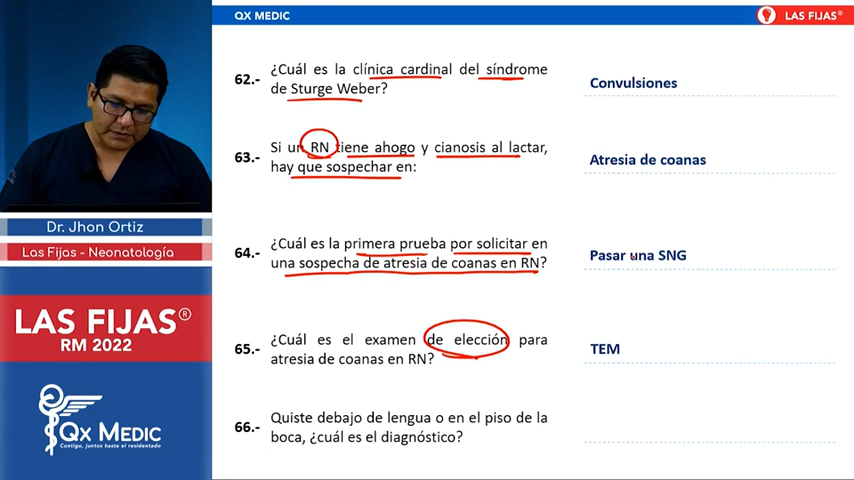 QX MEDIC
LAS FIJAS®
62.-
¿Cuál es la clínica cardinal del síndrome
de Sturge Weber?
Convulsiones
63.-
Si un RN tiene ahogo y cianosis al lactar,
hay que sospechar en:
Atresia de coanas
64.-
¿Cuál es la primera prueba por solicitar en
una sospecha de atresia de coanas en RN?
Pasar una SNG
65.-
¿Cuál es el examen de elección para
atresia de coanas en RN?
TEM
66.-
Quiste debajo de lengua o en el piso de la
boca, ¿cuál es el diagnóstico?
Dr. Jhon Ortiz
Las Fijas - Neonatología
LAS FIJAS®
RM 2022
QX MEDIC
Contigo, juntos hasta el residentado